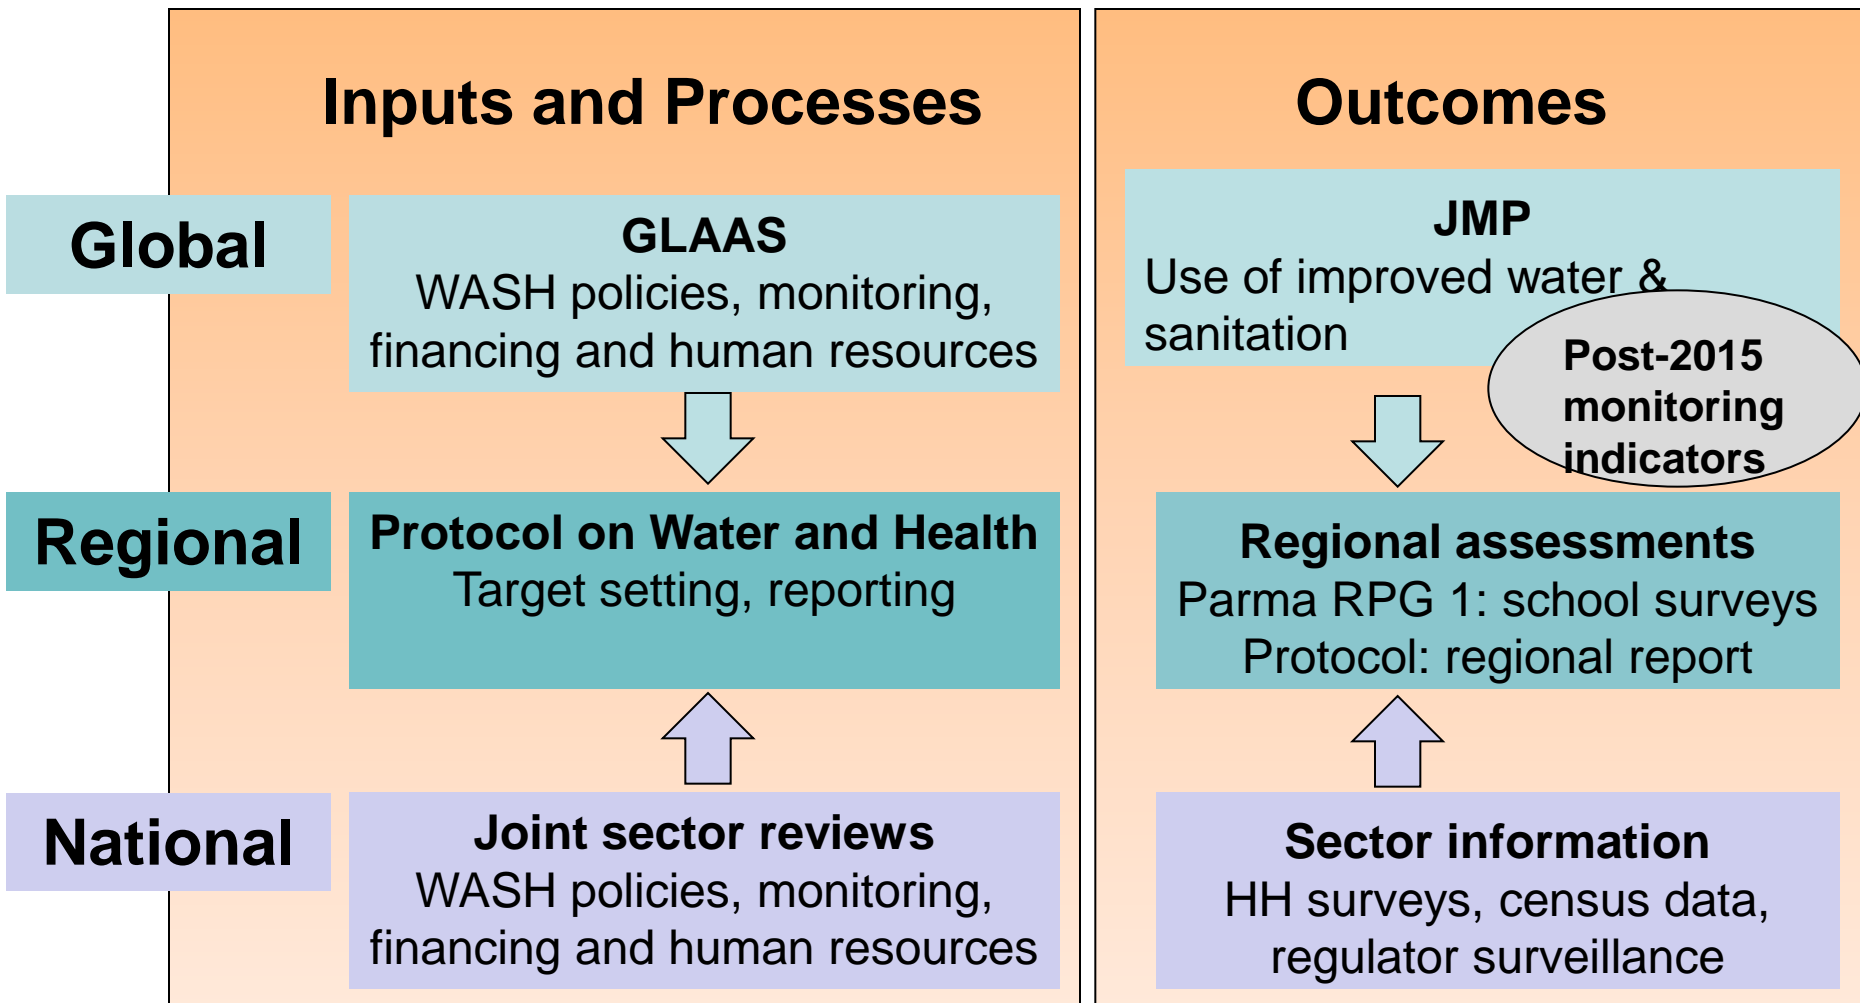 Inputs and Processes
Outcomes
Global
GLAAS
WASH policies, monitoring,
financing and human resources
JMP
Use of improved water &
sanitation
Post-2015
monitoring
indicators
Regional
Protocol on Water and Health
Target setting, reporting
Regional assessments
Parma RPG 1: school surveys
Protocol: regional report
National
Joint sector reviews
WASH policies, monitoring,
financing and human resources
Sector information
HH surveys, census data,
regulator surveillance